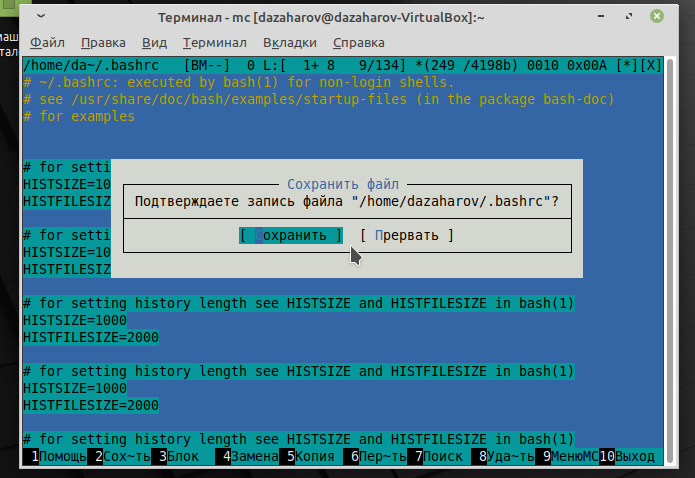 Терминал - mc [dazaharov@dazaharov-VirtualBox]:~
Файл Правка Вид Терминал Вкладки Справка
/home/da~/.bashrc [BM--] 0 L:[ 1+ 8 9/134] *(249 /4198b) 0010 0x00A [*][X]
# ~/.bashrc: executed by bash(1) for non-login shells.
# see /usr/share/doc/bash/examples/startup-files (in the package bash-doc)
# for examples
# for setti
HISTSIZE=10
HISTFILESIZ
Сохранить файл
Подтверждаете запись файла "/home/dazaharov/.bashrc"?
[ Сохранить ] [ Прервать ]
# for setti
HISTSIZE=10
HISTFILESIZ
# for setting history length see HISTSIZE and HISTFILESIZE in bash(1)
HISTSIZE=1000
HISTFILESIZE=2000
# for setting history length see HISTSIZE and HISTFILESIZE in bash(1)
HISTSIZE=1000
HISTFILESIZE=2000
# for setting history length see HISTSIZE and HISTFILESIZE in bash(1)
1Помощь 2Сох~ть 3Блок 4Замена 5Копия 6Пер~ть 7Поиск 8Уда~ть 9МенюMC 10Выход